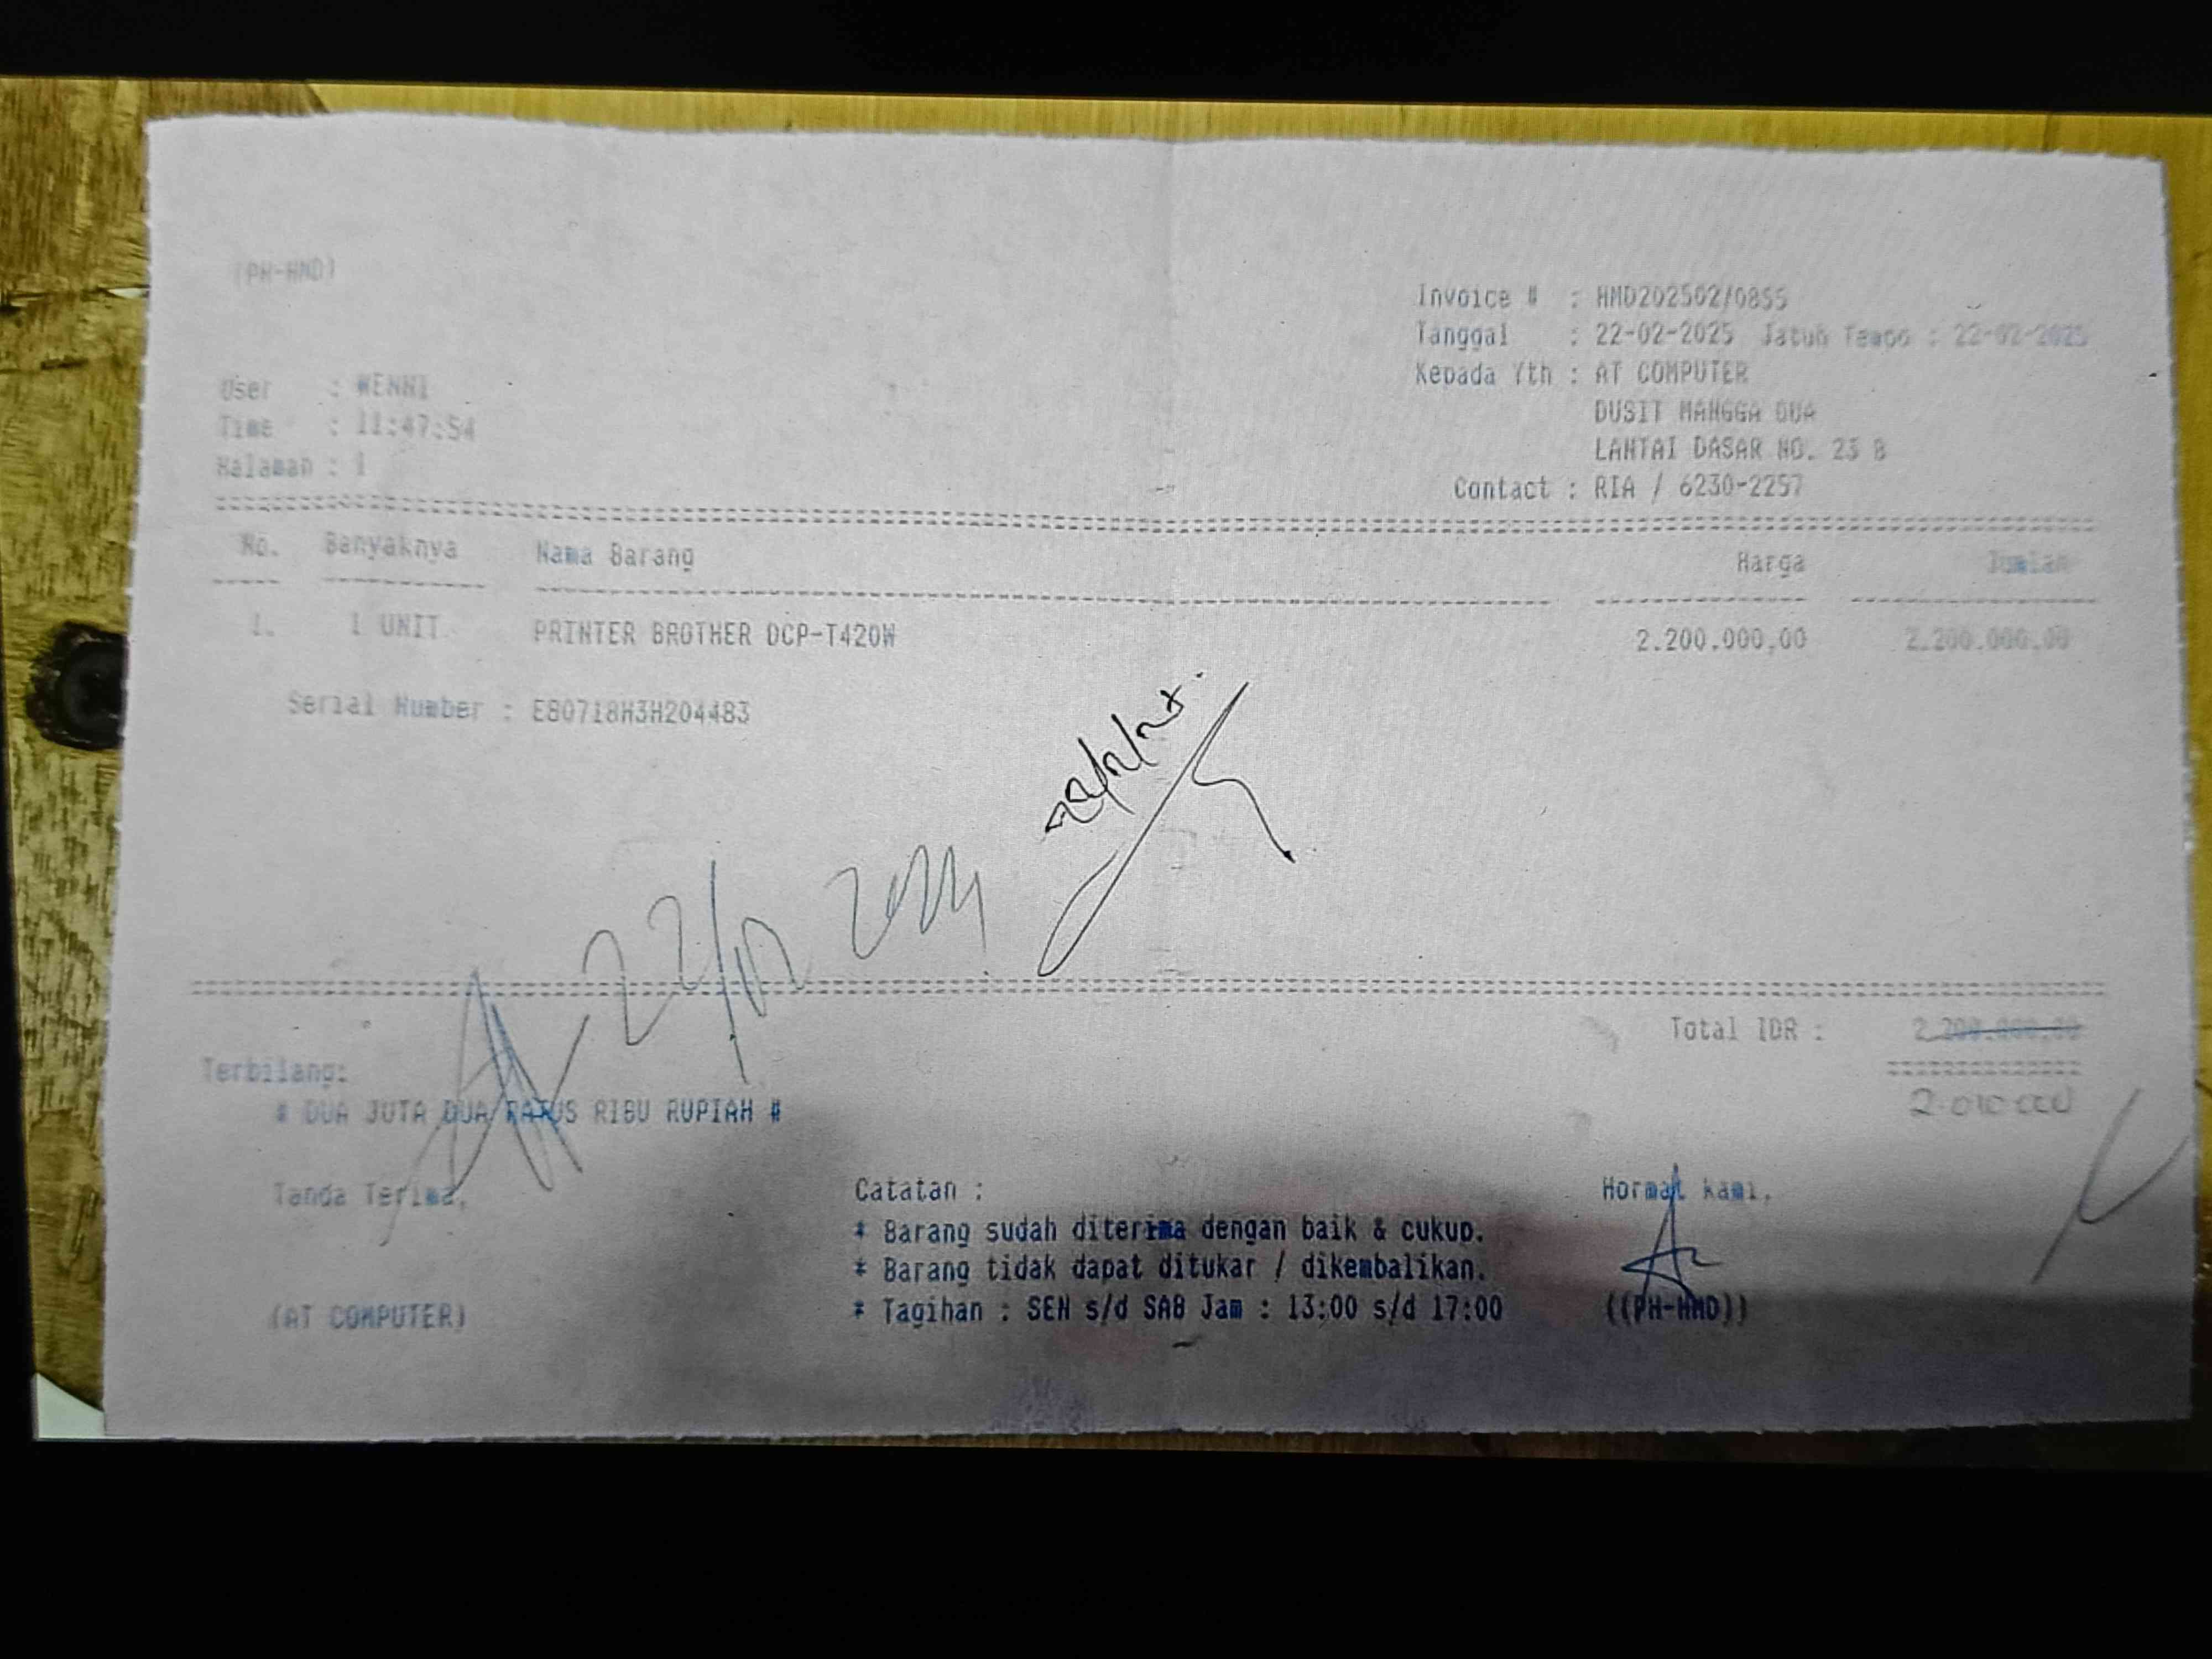 (PH-HMD)
Invoice # : HMD202502/0855
Tanggal : 22-02-2025 Jatuh Tempo : 22-02-2025
Kepada Yth : AT COMPUTER
DUSIT MANGGA DUA
LANTAI DASAR NO. 23 B
Contact : RIA / 6230-2257
User : WENNI
Time : 11:47:54
Halaman : 1
No. Banyaknya Nama Barang Harga Jumlah
1. 1 UNIT PRINTER BROTHER DCP-T420W 2.200.000,00 2.200.000,00
Serial Number : E80718H3H204483
Total IDR : 2.200.000,00
Terbilang:
# DUA JUTA DUA RATUS RIBU RUPIAH #
Tanda Terima,
Catatan :
* Barang sudah diterima dengan baik & cukup.
* Barang tidak dapat ditukar / dikembalikan.
* Tagihan : SEN s/d SAB Jam : 13:00 s/d 17:00
Hormat kami,
(AT COMPUTER)
((PH-HMD))